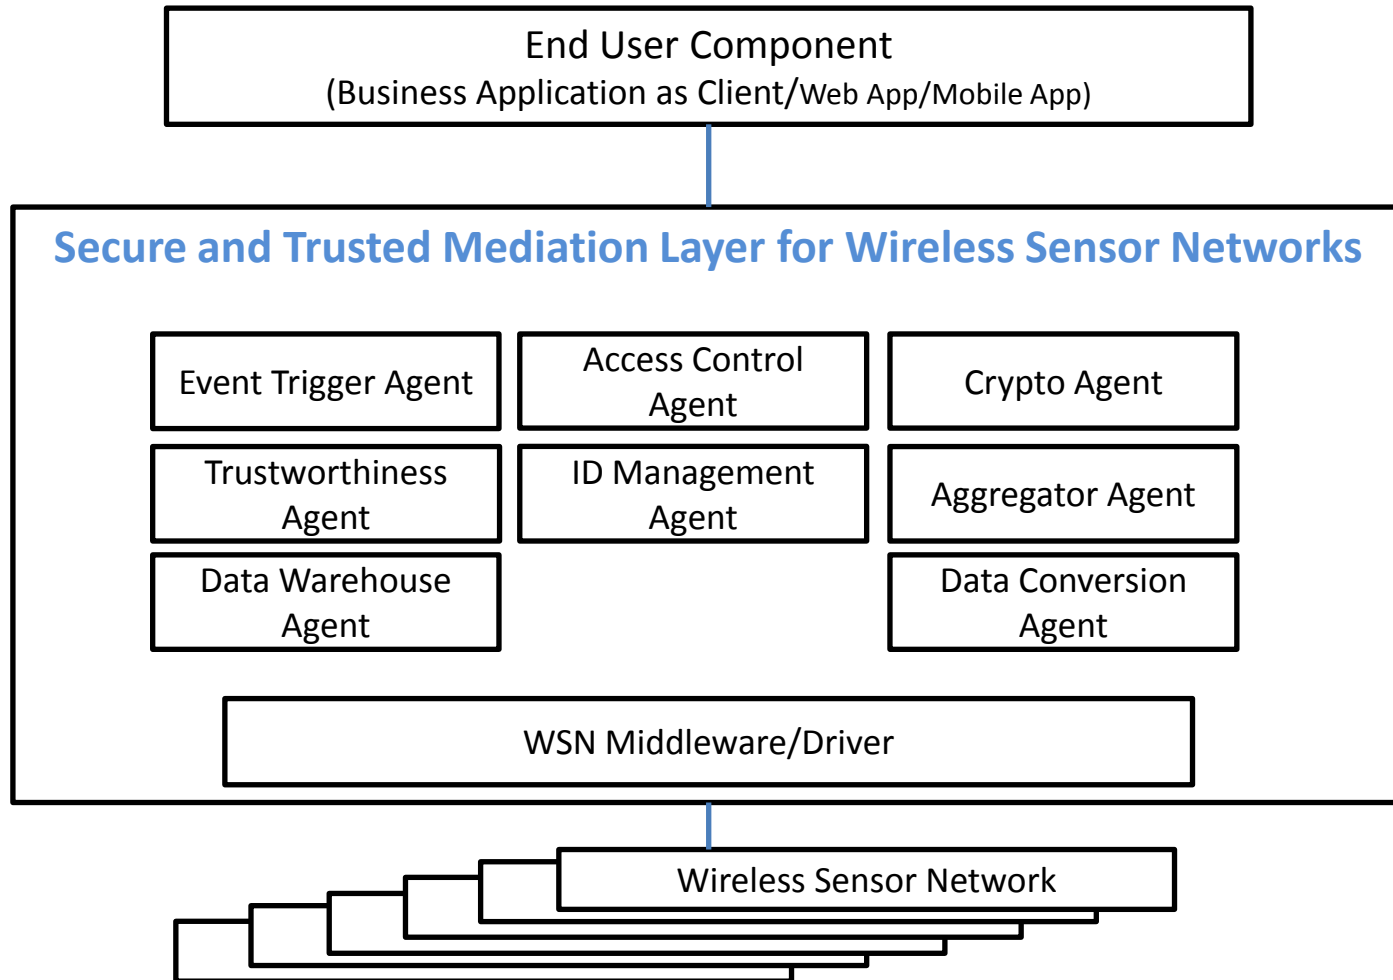 End User Component
(Business Application as Client/Web App/Mobile App)
Secure and Trusted Mediation Layer for Wireless Sensor Networks
Event Trigger Agent
Access Control
Agent
Crypto Agent
Trustworthiness
Agent
ID Management
Agent
Aggregator Agent
Data Warehouse
Agent
Data Conversion
Agent
WSN Middleware/Driver
Wireless Sensor Network